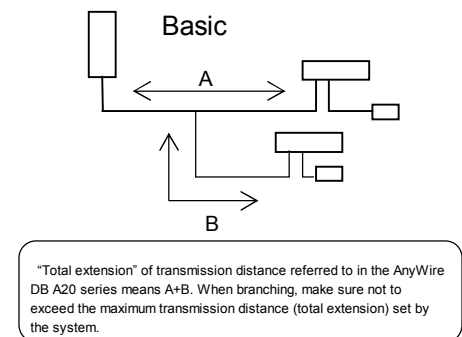 Basic
A
B
“Total extension” of transmission distance referred to in the AnyWire
DB A20 series means A+B. When branching, make sure not to
exceed the maximum transmission distance (total extension) set by
the system.